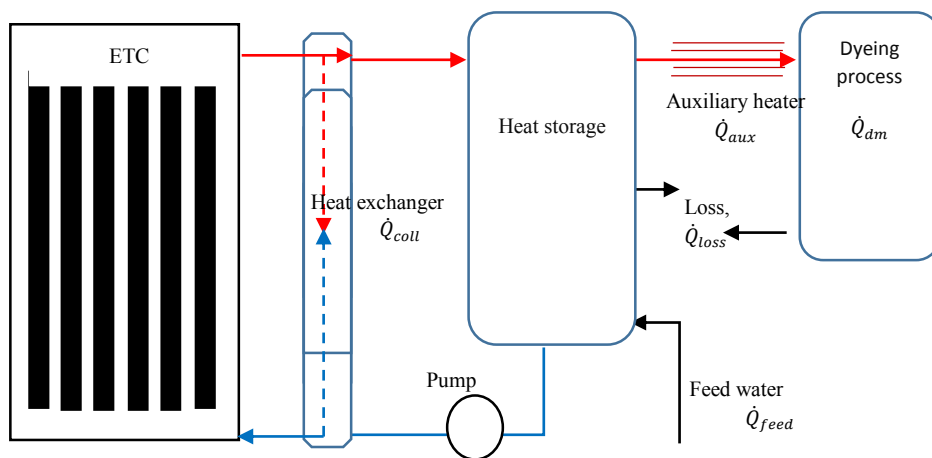 ETC
Dyeing
process
Q̇dm
Auxiliary heater
Q̇aux
Heat storage
Heat exchanger
Q̇coll
Loss,
Q̇loss
Pump
Feed water
Q̇feed